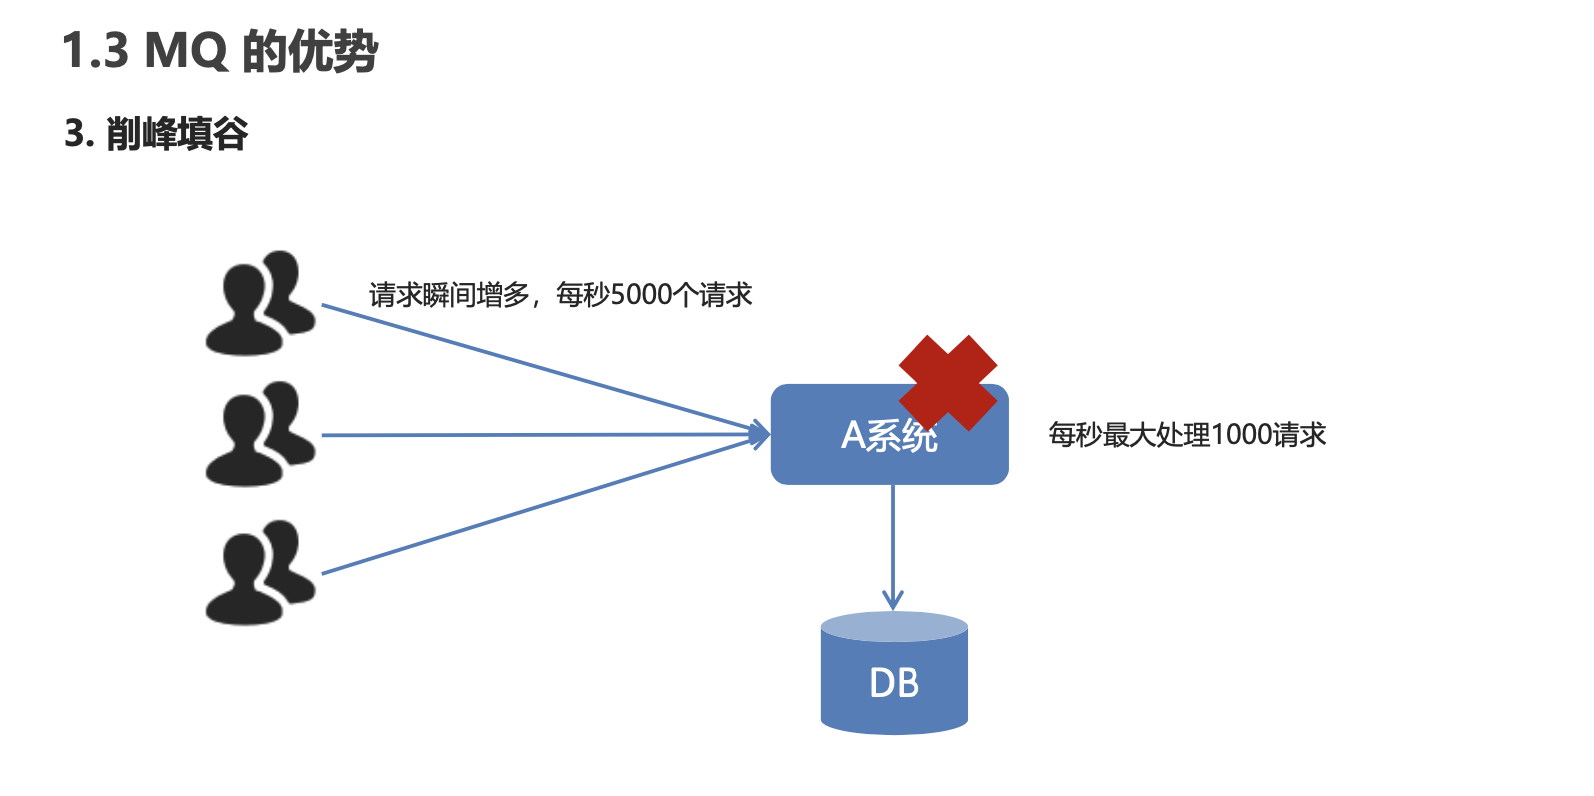 1.3 MQ 的优势
3. 削峰填谷
请求瞬间增多，每秒5000个请求
A系统
每秒最大处理1000请求
DB